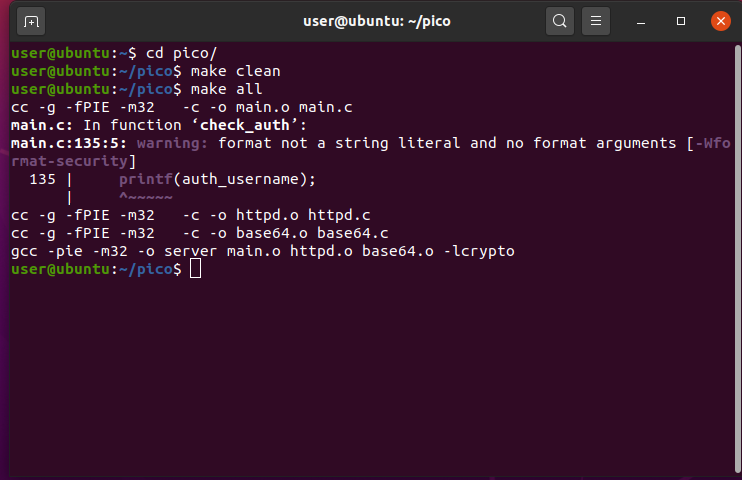 user@ubuntu: ~/pico
user@ubuntu:~$ cd pico/
user@ubuntu:~/pico$ make clean
user@ubuntu:~/pico$ make all
cc -g -fPIE -m32   -c -o main.o main.c
main.c: In function ‘check_auth’:
main.c:135:5: warning: format not a string literal and no format arguments [-Wfo
rmat-security]
  135 |     printf(auth_username);
      |     ^~~~~~
cc -g -fPIE -m32   -c -o httpd.o httpd.c
cc -g -fPIE -m32   -c -o base64.o base64.c
gcc -pie -m32 -o server main.o httpd.o base64.o -lcrypto
user@ubuntu:~/pico$